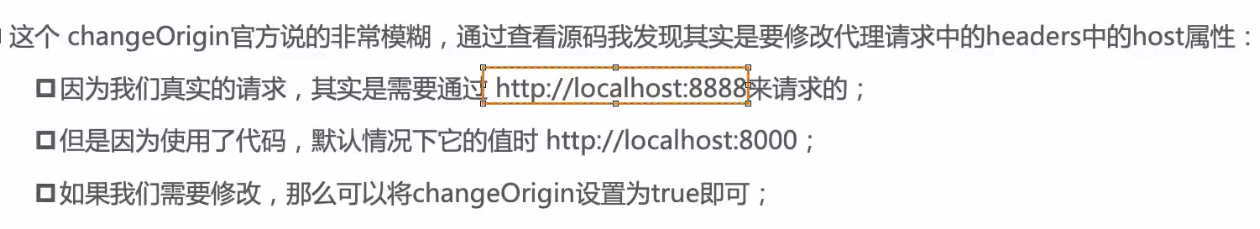 这个 changeOrigin官方说的非常模糊，通过查看源码我发现其实是要修改代理请求中的headers中的host属性：
因为我们真实的请求，其实是需要通过 http://localhost:8888来请求的；
但是因为使用了代码，默认情况下它的值时 http://localhost:8000；
如果我们需要修改，那么可以将changeOrigin设置为true即可；